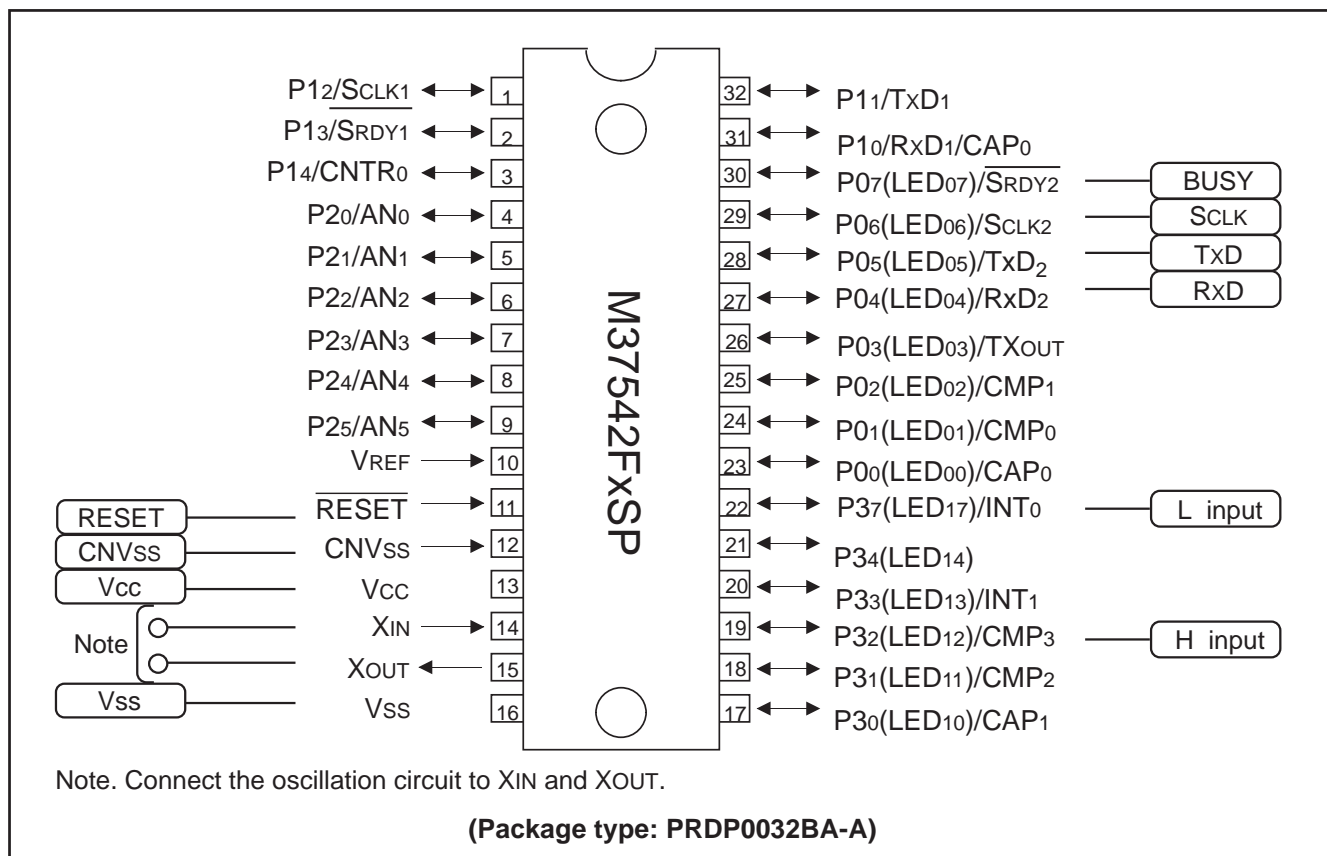 P12/SCLK1 1 32 P11/TXD1
P13/SRDY1 2 31 P10/RXD1/CAP0
P14/CNTR0 3 30 P07(LED07)/SRDY2 BUSY
P20/AN0 4 29 P06(LED06)/SCLK2 SCLK
P21/AN1 5 28 P05(LED05)/TxD2 TXD
P22/AN2 6 27 P04(LED04)/RxD2 RXD
P23/AN3 7 26 P03(LED03)/TXOUT
P24/AN4 8 25 P02(LED02)/CMP1
P25/AN5 9 24 P01(LED01)/CMP0
VREF 10 23 P00(LED00)/CAP0
RESET RESET 11 22 P37(LED17)/INT0 L input
CNVSS CNVSS 12 21 P34(LED14)
Vcc VCC 13 20 P33(LED13)/INT1
Note XIN 14 19 P32(LED12)/CMP3 H input
XOUT 15 18 P31(LED11)/CMP2
Vss VSS 16 17 P30(LED10)/CAP1
M37542FxSP
Note. Connect the oscillation circuit to XIN and XOUT.
(Package type: PRDP0032BA-A)